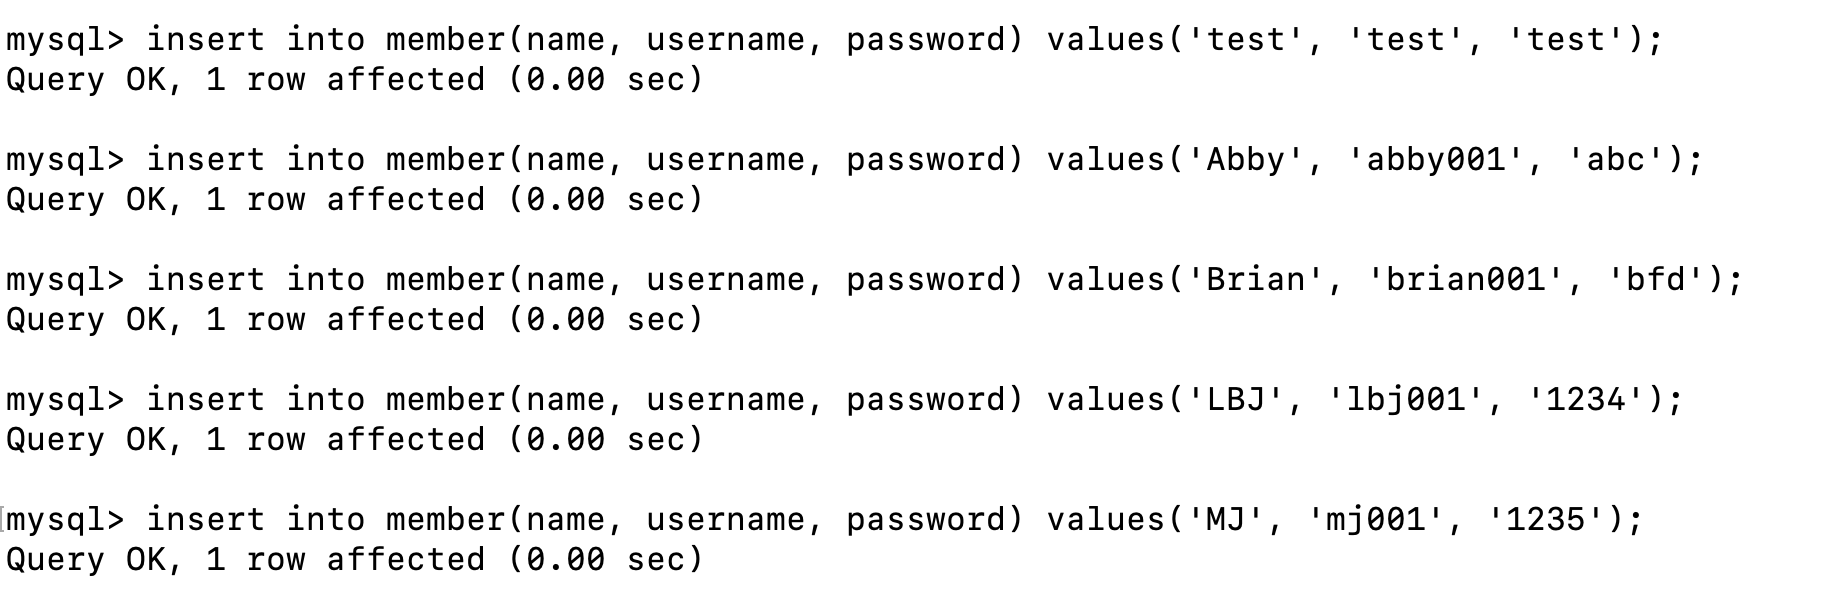 mysql> insert into member(name, username, password) values('test', 'test', 'test');
Query OK, 1 row affected (0.00 sec)
mysql> insert into member(name, username, password) values('Abby', 'abby001', 'abc');
Query OK, 1 row affected (0.00 sec)
mysql> insert into member(name, username, password) values('Brian', 'brian001', 'bfd');
Query OK, 1 row affected (0.00 sec)
mysql> insert into member(name, username, password) values('LBJ', 'lbj001', '1234');
Query OK, 1 row affected (0.00 sec)
mysql> insert into member(name, username, password) values('MJ', 'mj001', '1235');
Query OK, 1 row affected (0.00 sec)